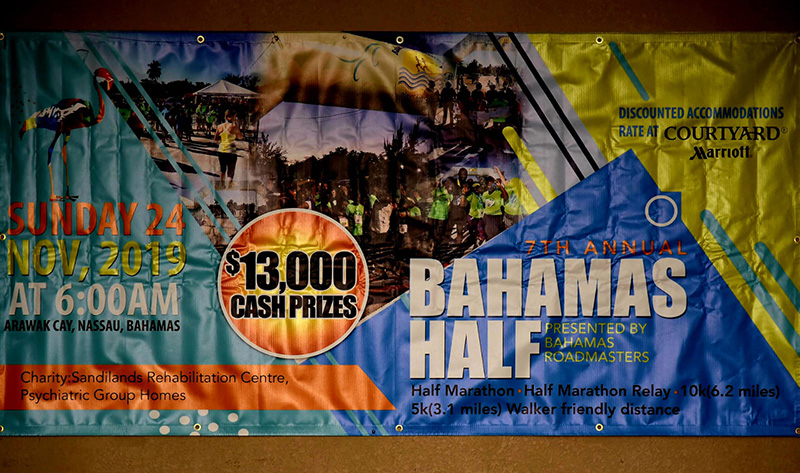 DISCOUNTED ACCOMMODATIONS
RATE AT COURTYARD®
Marriott
SUNDAY 24
NOV, 2019
AT 6:00AM
ARAWAK CAY, NASSAU, BAHAMAS
$13,000
CASH PRIZES
7TH ANNUAL
BAHAMAS
HALF
PRESENTED BY
BAHAMAS
ROADMASTERS
Charity:Sandilands Rehabilitation Centre,
Psychiatric Group Homes
Half Marathon · Half Marathon Relay · 10k(6.2 miles)
5k(3.1 miles) Walker friendly distance